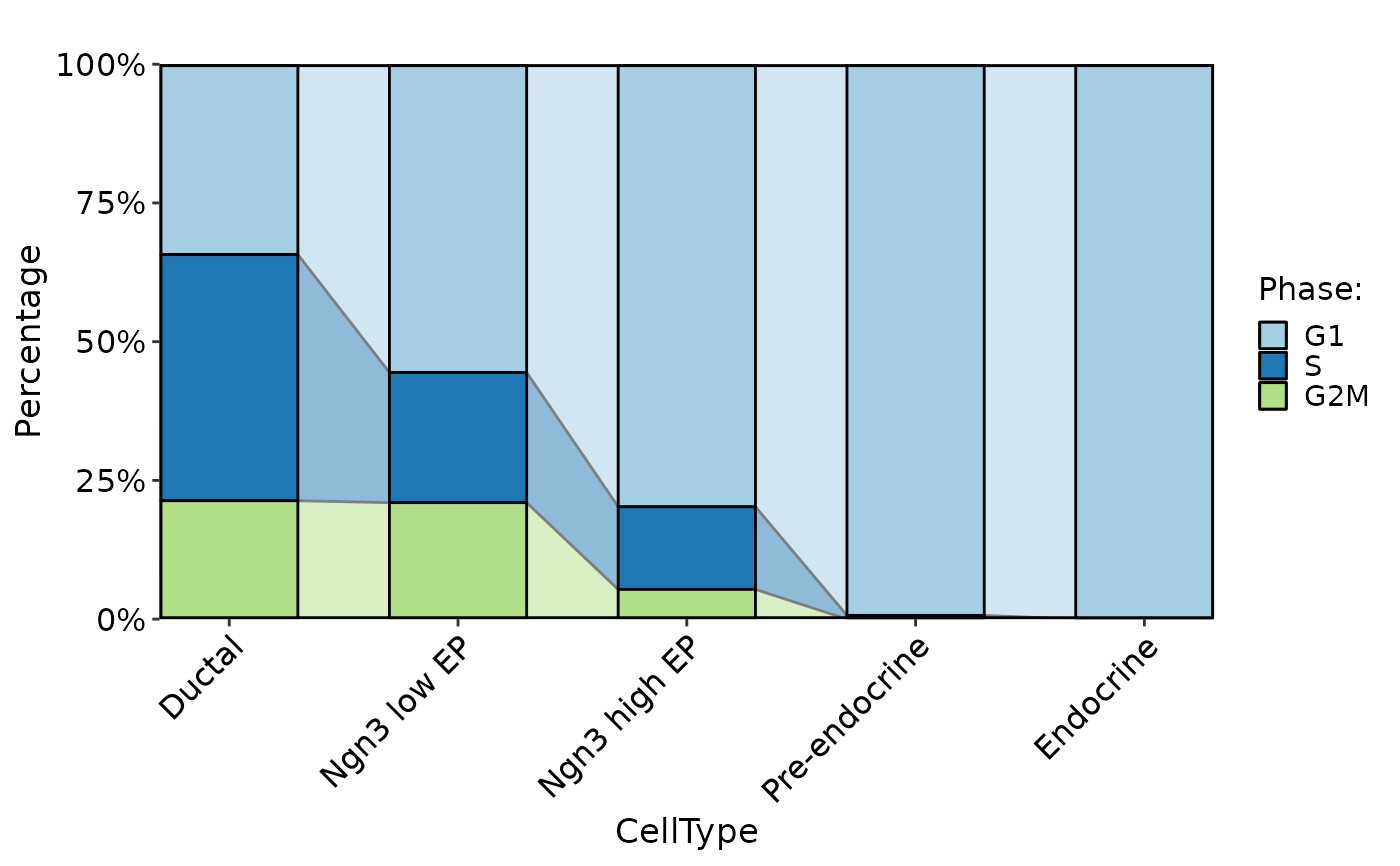 100%
75%
50%
25%
0%
Percentage
Ductal
Ngn3 low EP
Ngn3 high EP
Pre-endocrine
Endocrine
CellType
Phase:
G1
S
G2M